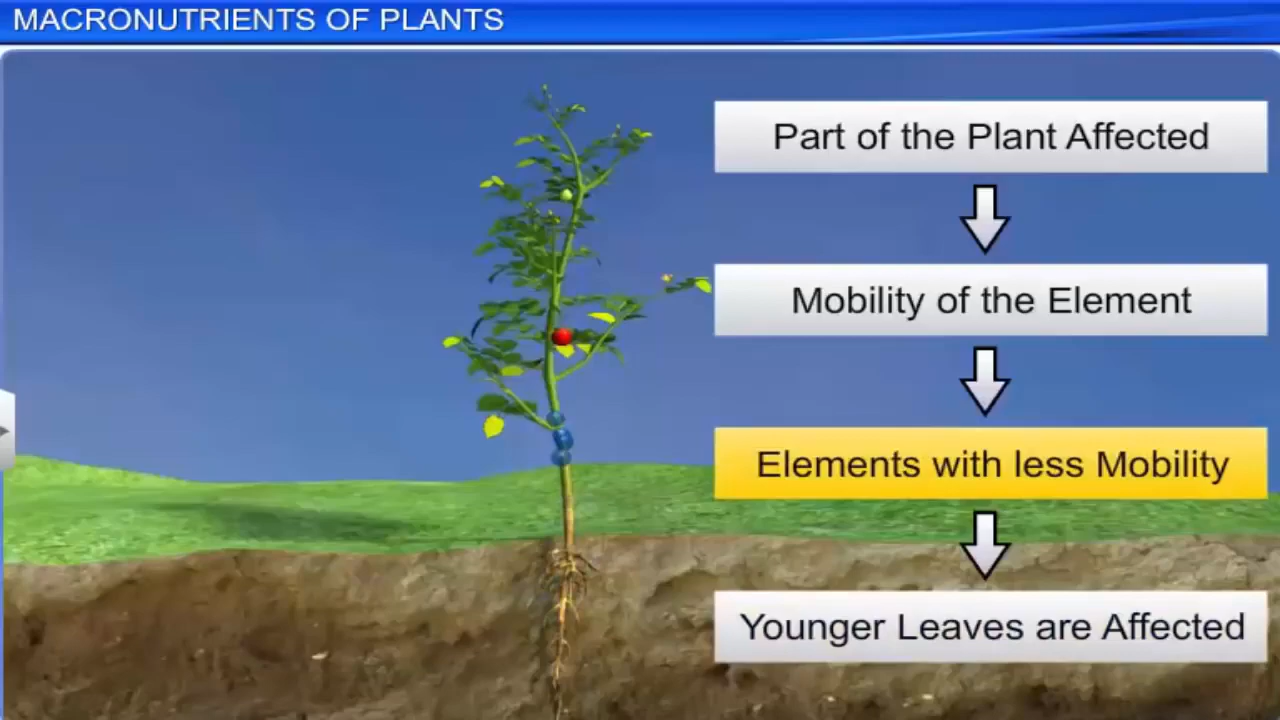 MACRONUTRIENTS OF PLANTS
Part of the Plant Affected
Mobility of the Element
Elements with less Mobility
Younger Leaves are Affected